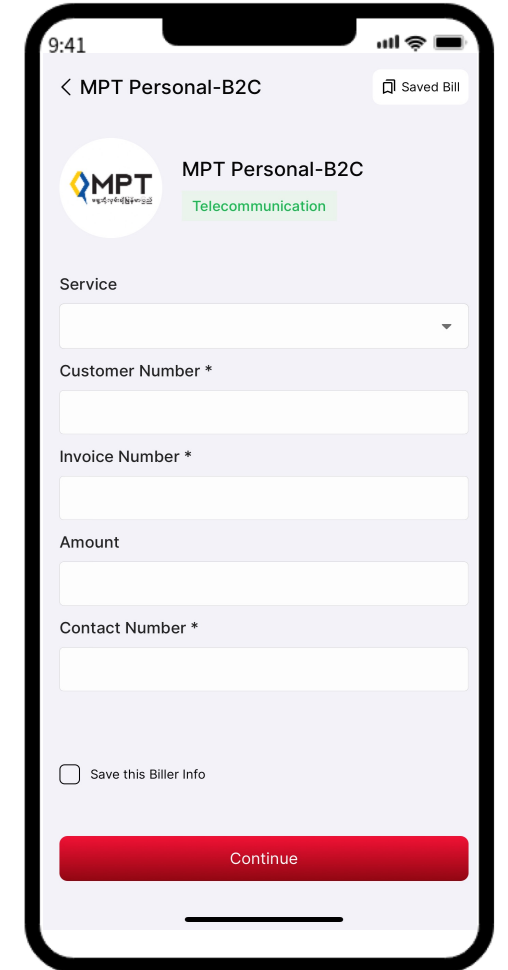 9:41
MPT Personal-B2C
Saved Bill
MPT
MPT Personal-B2C
Telecommunication
Service
Customer Number *
Invoice Number *
Amount
Contact Number *
Save this Biller Info
Continue